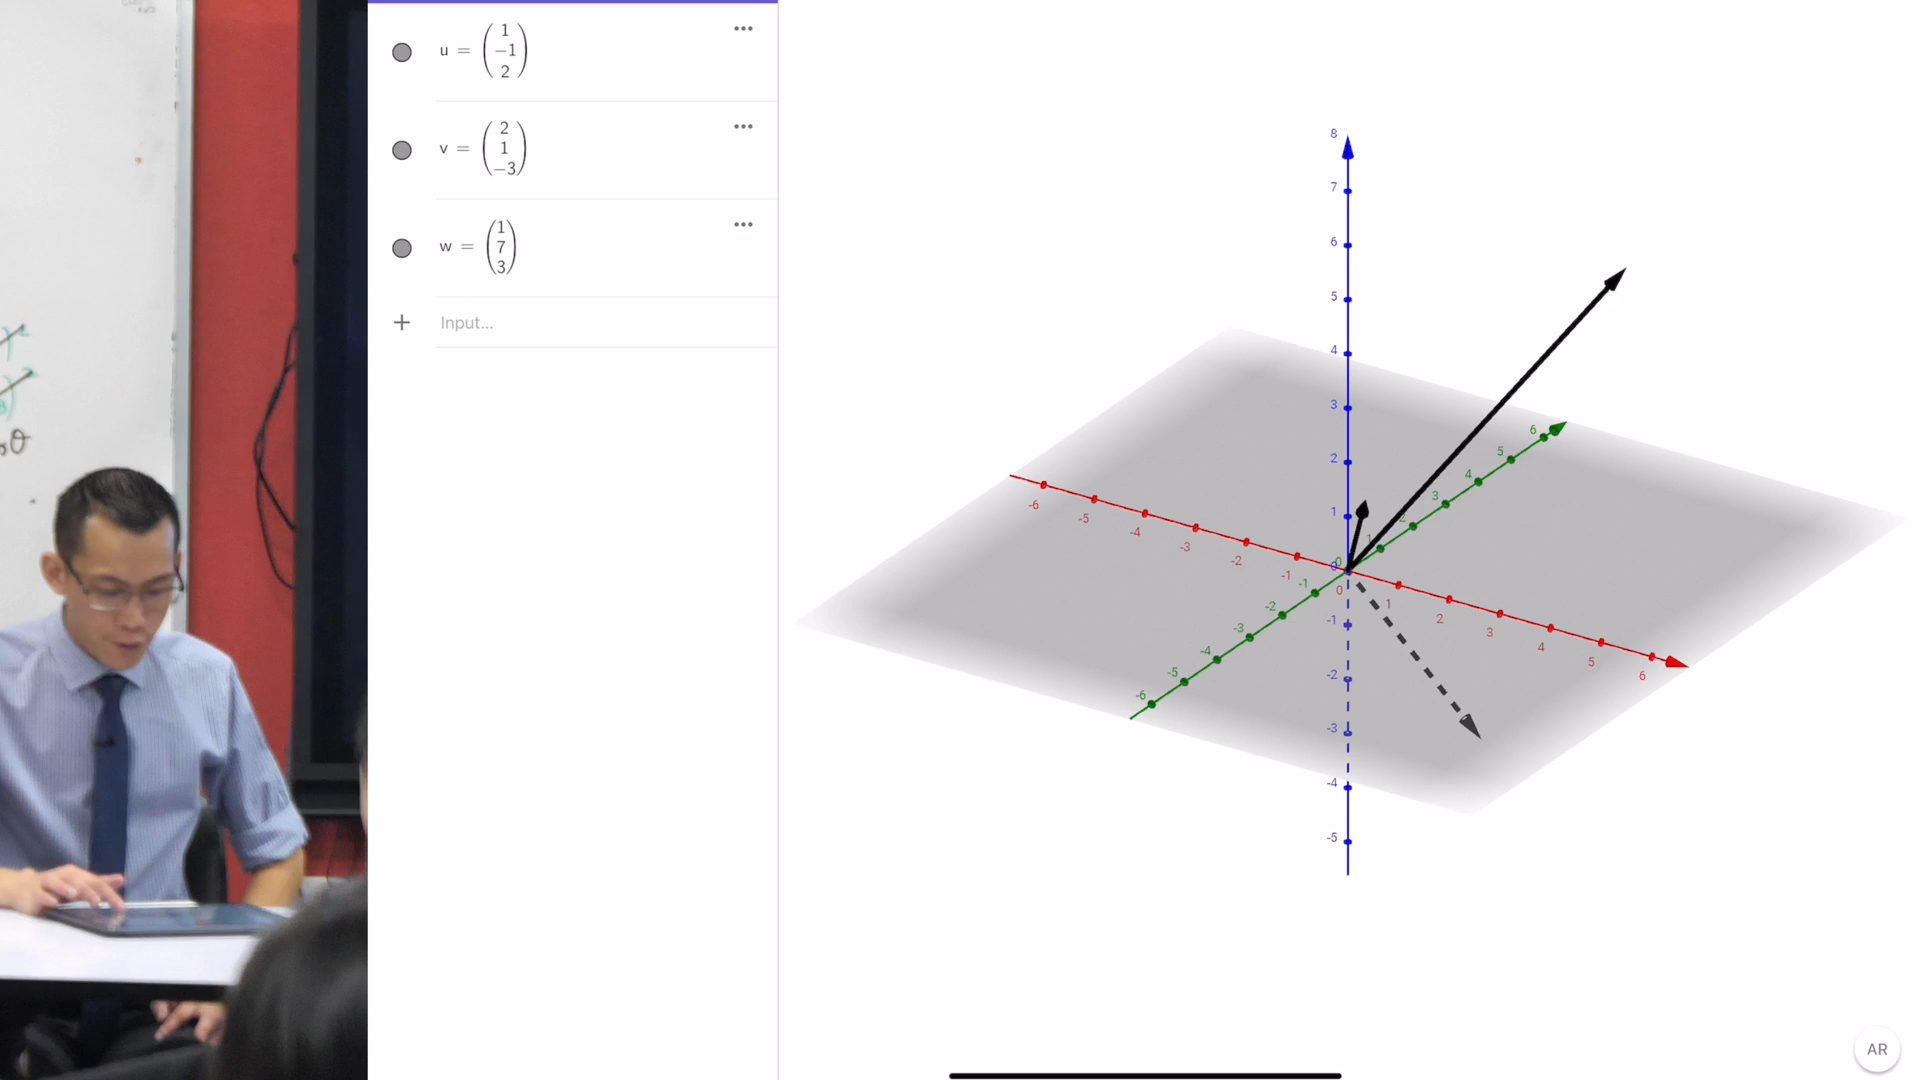 u = (1 −1 2)
v = (2 1 −3)
w = (1 7 3)
+ Input...
8
7
6
5
4
3
2
1
0
-1
-2
-3
-4
-5
-6 -5 -4 -3 -2 -1 0 1 2 3 4 5 6
-6 -5 -4 -3 -2 -1 0 1 2 3 4 5 6
AR